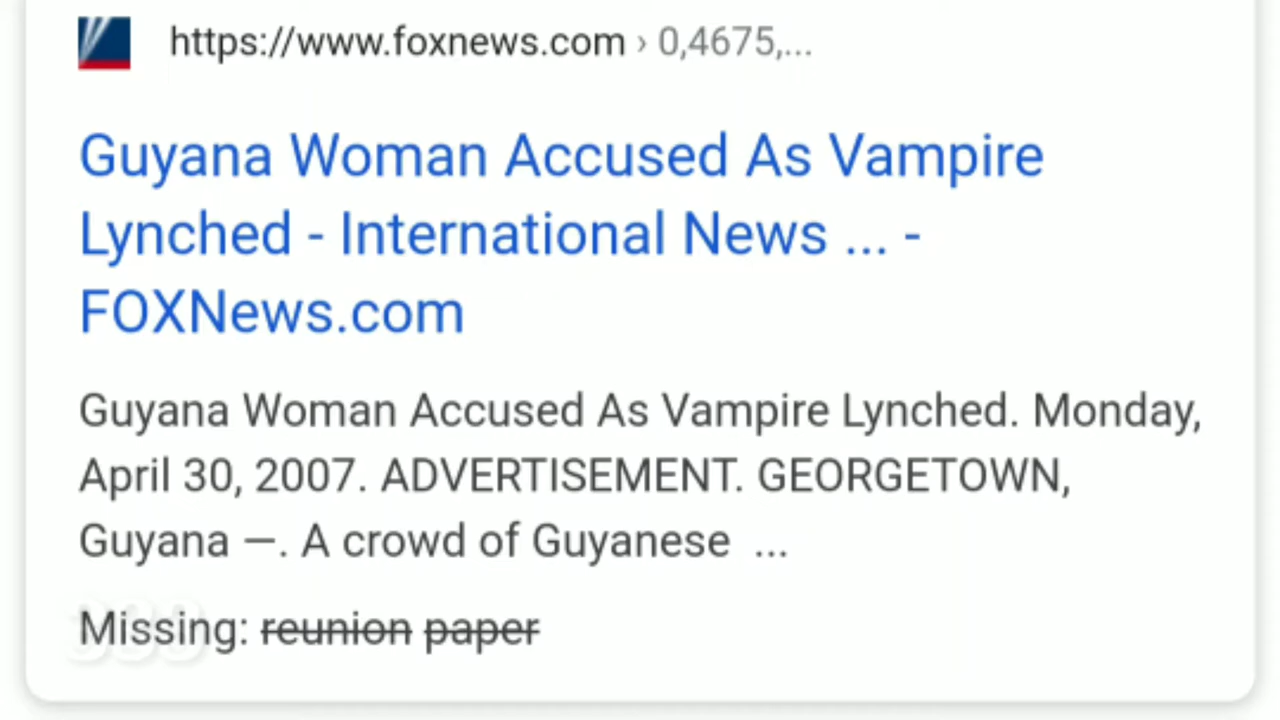 https://www.foxnews.com › 0,4675,...
Guyana Woman Accused As Vampire
Lynched - International News ... -
FOXNews.com
Guyana Woman Accused As Vampire Lynched. Monday,
April 30, 2007. ADVERTISEMENT. GEORGETOWN,
Guyana —. A crowd of Guyanese ...
Missing: reunion paper